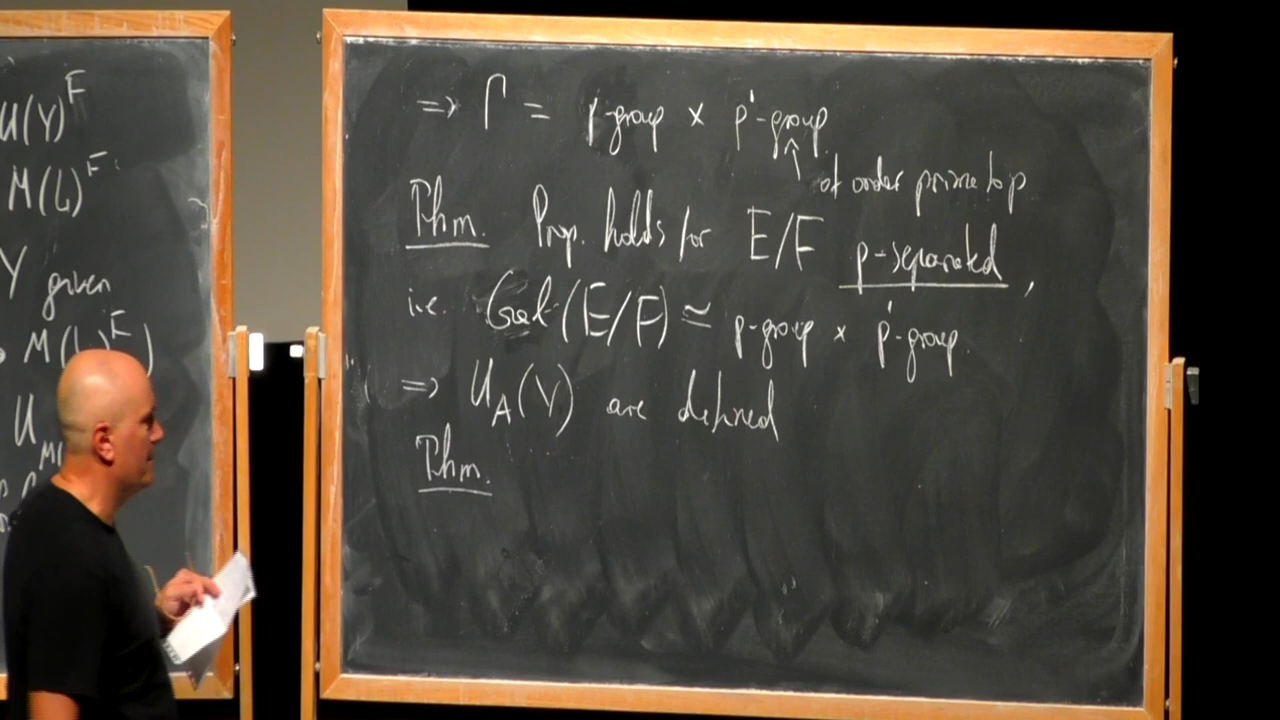 U(Y)^F
M(L)^F
Y given
M(L)^F)
U_M
⇒ Γ = p-group × p'-group
↑ of order prime to p
Thm. Prop. holds for E/F p-separated,
i.e. Gal(E/F) ≃ p-group × p'-group.
⇒ U_A(V) are defined
Thm.